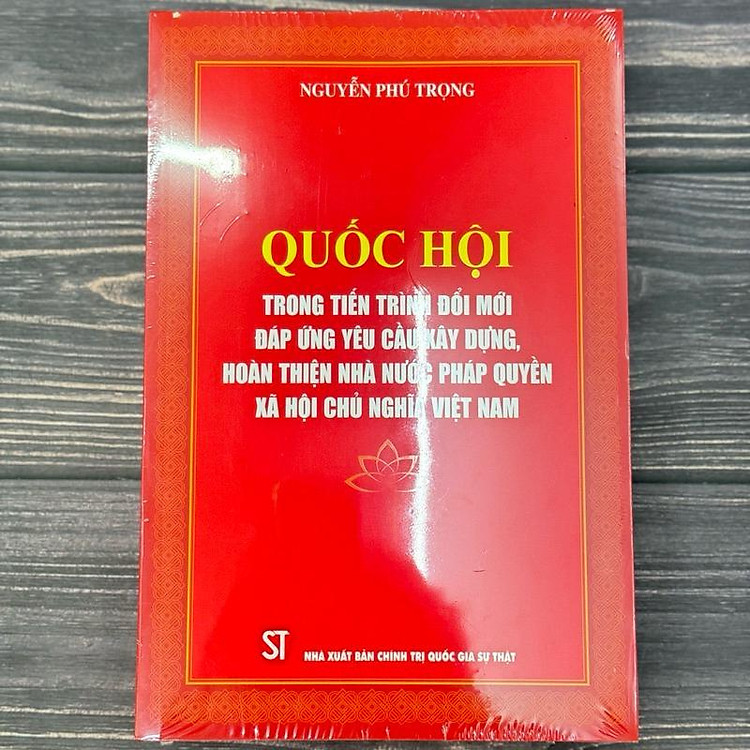 NGUYỄN PHÚ TRỌNG
QUỐC HỘI
TRONG TIẾN TRÌNH ĐỔI MỚI
ĐÁP ỨNG YÊU CẦU XÂY DỰNG,
HOÀN THIỆN NHÀ NƯỚC PHÁP QUYỀN
XÃ HỘI CHỦ NGHĨA VIỆT NAM
ST NHÀ XUẤT BẢN CHÍNH TRỊ QUỐC GIA SỰ THẬT